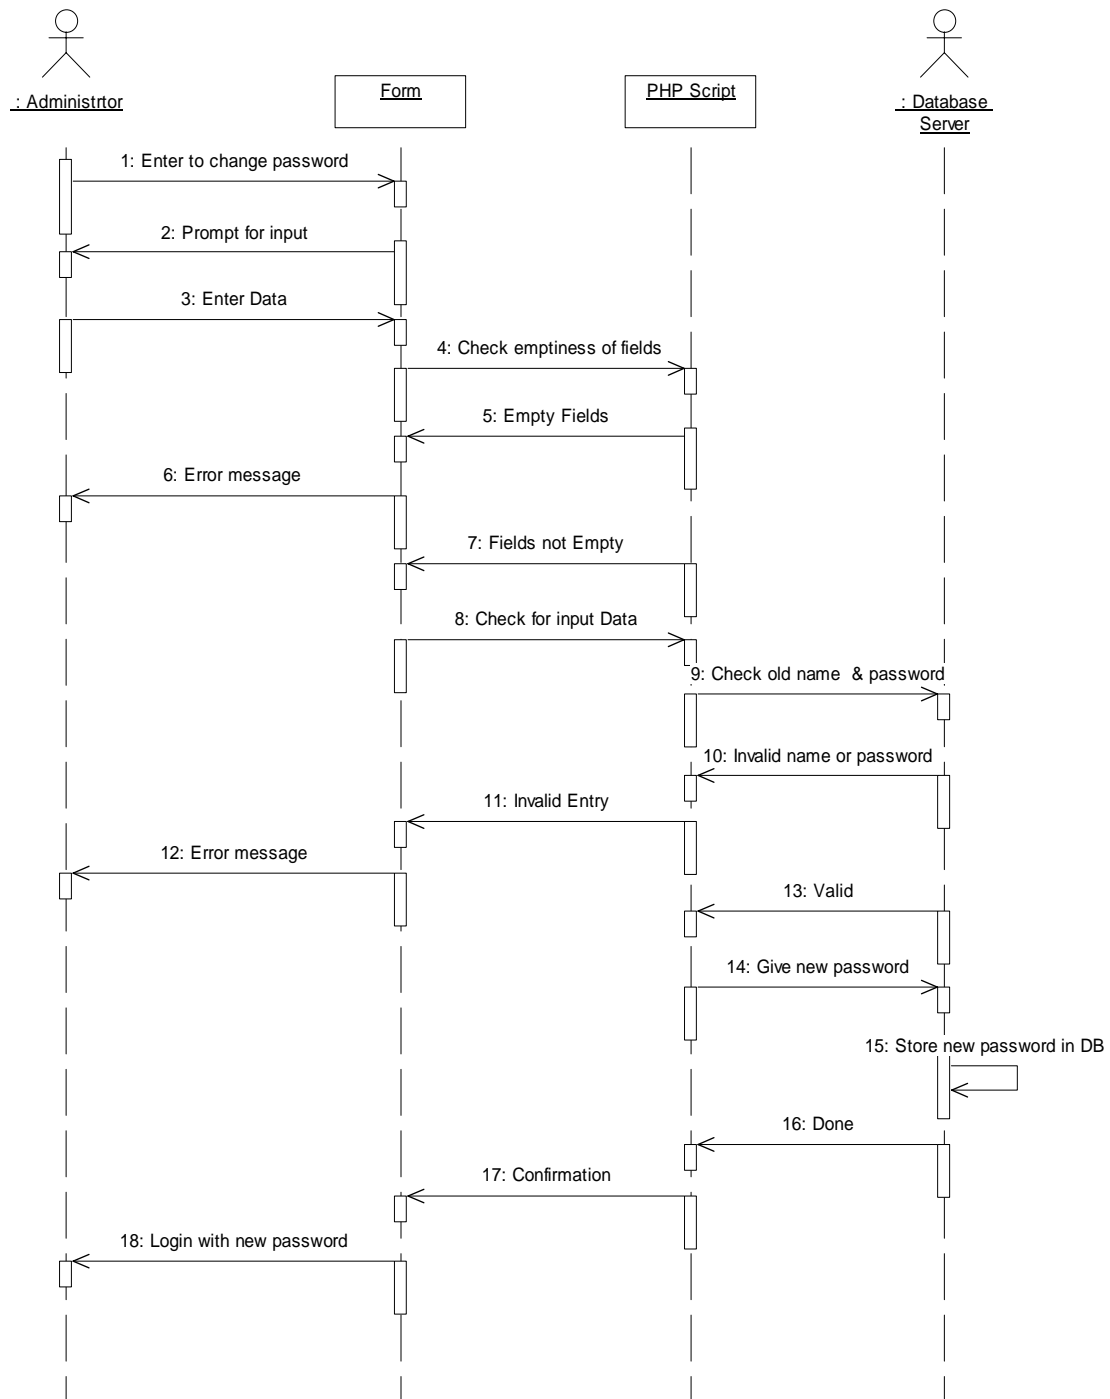 : Administrtor
Form
PHP Script
: Database
Server
1: Enter to change password
2: Prompt for input
3: Enter Data
4: Check emptiness of fields
5: Empty Fields
6: Error message
7: Fields not Empty
8: Check for input Data
9: Check old name & password
10: Invalid name or password
11: Invalid Entry
12: Error message
13: Valid
14: Give new password
15: Store new password in DB
16: Done
17: Confirmation
18: Login with new password